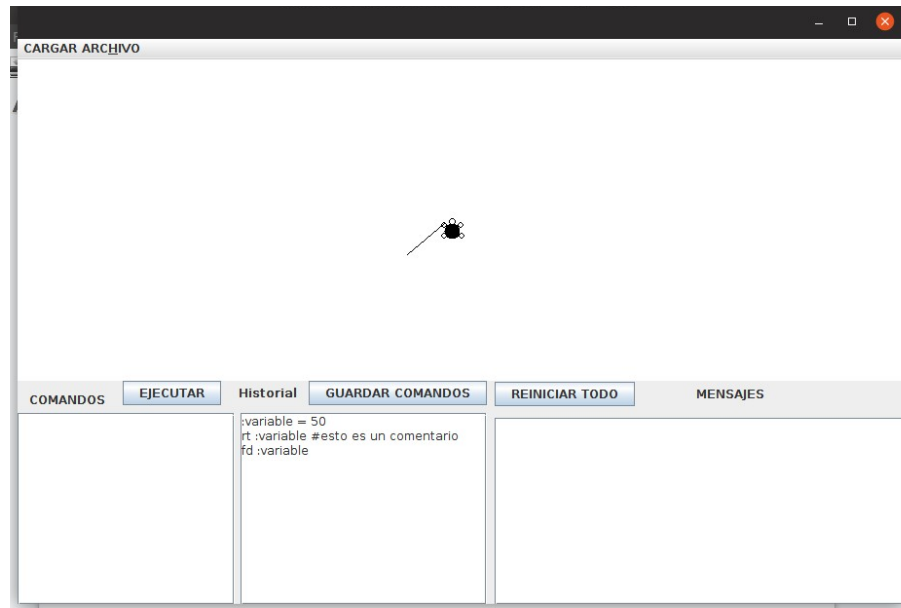 CARGAR ARCHIVO
COMANDOS
EJECUTAR
Historial
GUARDAR COMANDOS
REINICIAR TODO
MENSAJES
:variable = 50
rt :variable #esto es un comentario
fd :variable